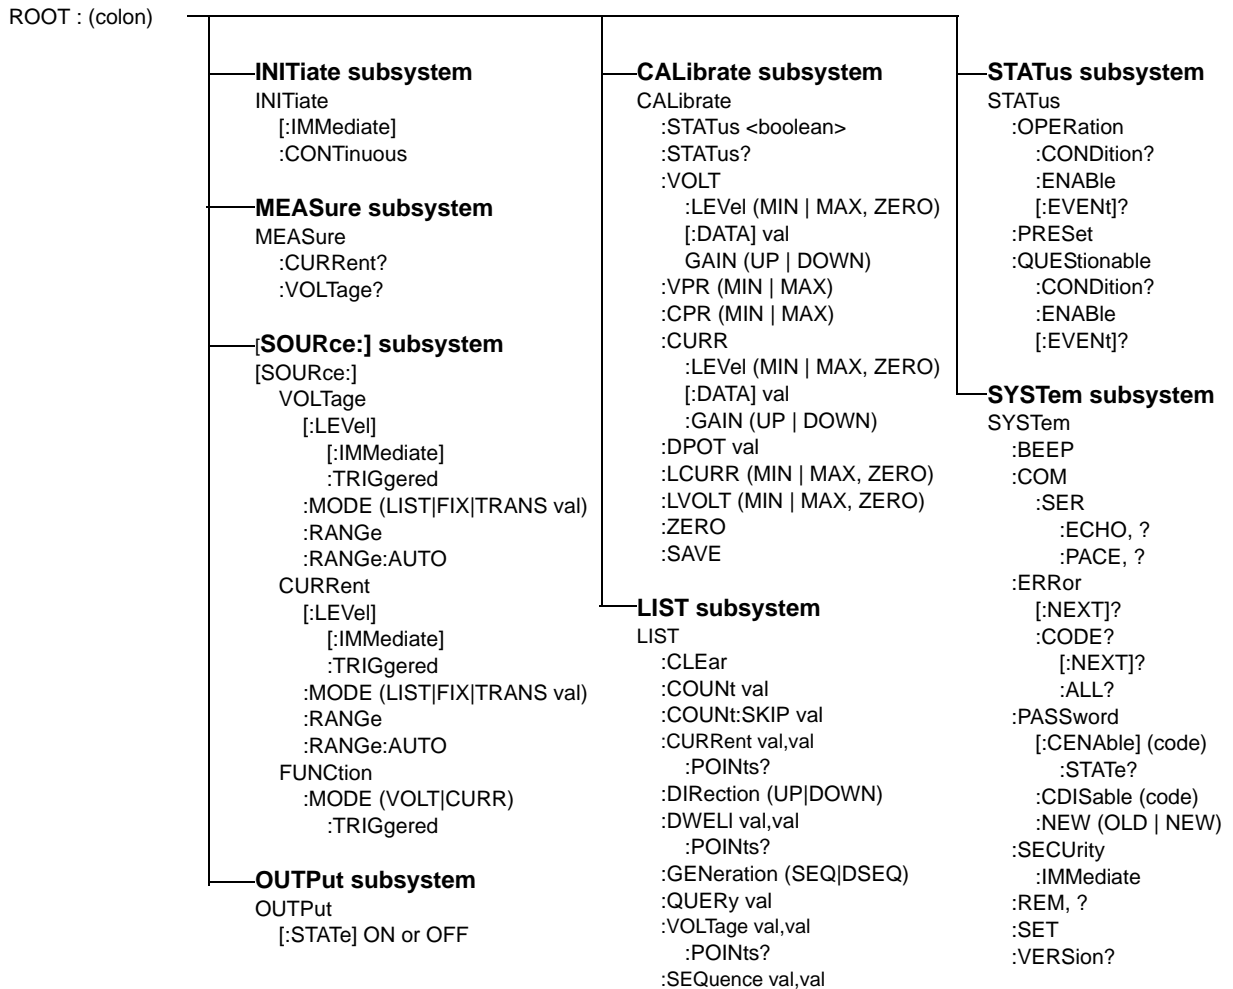 ROOT : (colon)
INITiate subsystem
INITiate
[:IMMediate]
:CONTinuous
MEASure subsystem
MEASure
:CURRent?
:VOLTage?
[SOURce:] subsystem
[SOURce:]
VOLTage
[:LEVel]
[:IMMediate]
:TRIGgered
:MODE (LIST|FIX|TRANS val)
:RANGe
:RANGe:AUTO
CURRent
[:LEVel]
[:IMMediate]
:TRIGgered
:MODE (LIST|FIX|TRANS val)
:RANGe
:RANGe:AUTO
FUNCtion
:MODE (VOLT|CURR)
:TRIGgered
OUTPut subsystem
OUTPut
[:STATe] ON or OFF
CALibrate subsystem
CALibrate
:STATus <boolean>
:STATus?
:VOLT
:LEVel (MIN | MAX, ZERO)
[:DATA] val
GAIN (UP | DOWN)
:VPR (MIN | MAX)
:CPR (MIN | MAX)
:CURR
:LEVel (MIN | MAX, ZERO)
[:DATA] val
:GAIN (UP | DOWN)
:DPOT val
:LCURR (MIN | MAX, ZERO)
:LVOLT (MIN | MAX, ZERO)
:ZERO
:SAVE
LIST subsystem
LIST
:CLEar
:COUNt val
:COUNt:SKIP val
:CURRent val,val
:POINts?
:DIRection (UP|DOWN)
:DWELl val,val
:POINts?
:GENeration (SEQ|DSEQ)
:QUERy val
:VOLTage val,val
:POINts?
:SEQuence val,val
STATus subsystem
STATus
:OPERation
:CONDition?
:ENABle
[:EVENt]?
:PRESet
:QUEStionable
:CONDition?
:ENABle
[:EVENt]?
SYSTem subsystem
SYSTem
:BEEP
:COM
:SER
:ECHO, ?
:PACE, ?
:ERRor
[:NEXT]?
:CODE?
[:NEXT]?
:ALL?
:PASSword
[:CENAble] (code)
:STATe?
:CDISable (code)
:NEW (OLD | NEW)
:SECUrity
:IMMediate
:REM, ?
:SET
:VERSion?